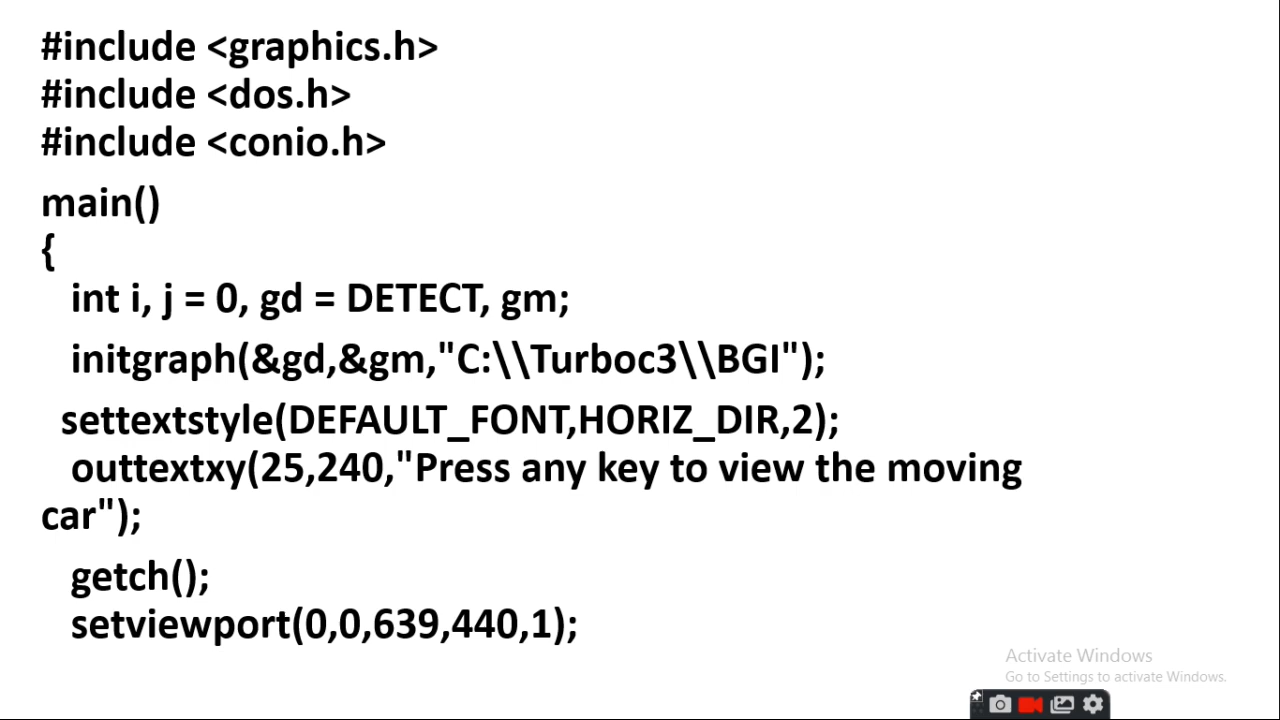 #include <graphics.h>
#include <dos.h>
#include <conio.h>
main()
{
int i, j = 0, gd = DETECT, gm;
initgraph(&gd,&gm,"C:\\Turboc3\\BGI");
settextstyle(DEFAULT_FONT,HORIZ_DIR,2);
outtextxy(25,240,"Press any key to view the moving
car");
getch();
setviewport(0,0,639,440,1);
Activate Windows
Go to Settings to activate Windows.